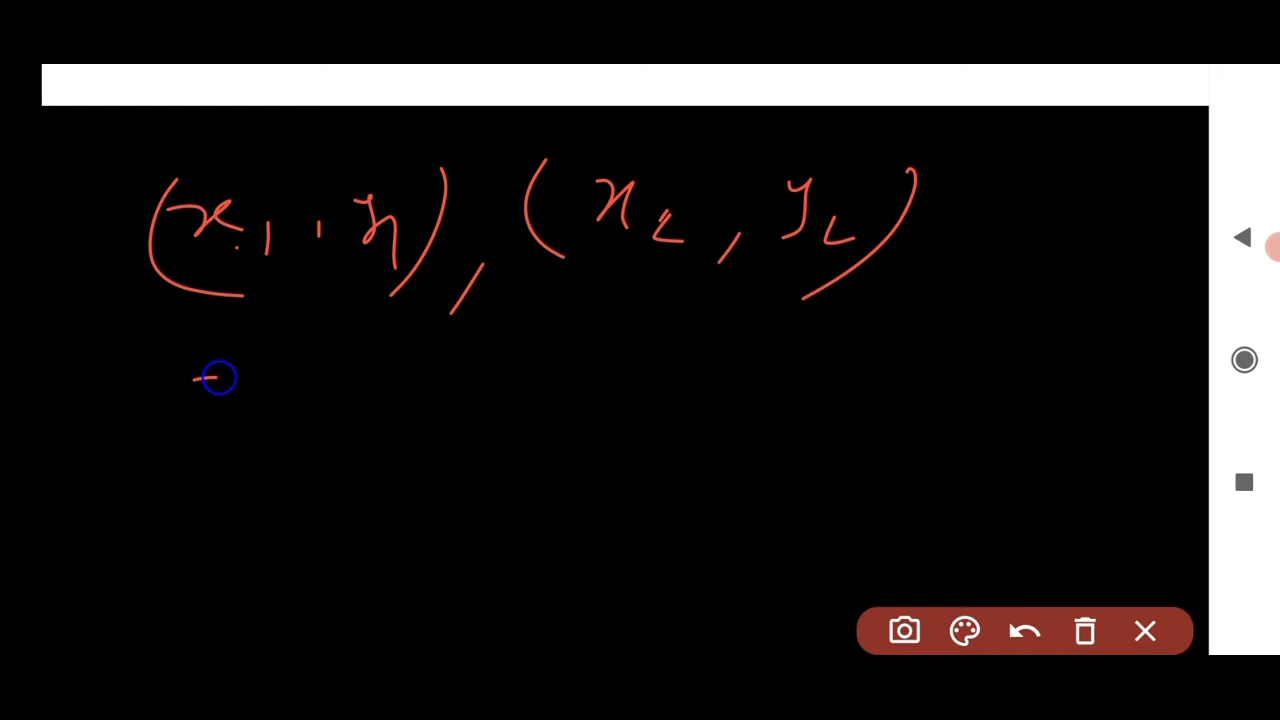 (x₁, y₁), (x₂, y₂)
-